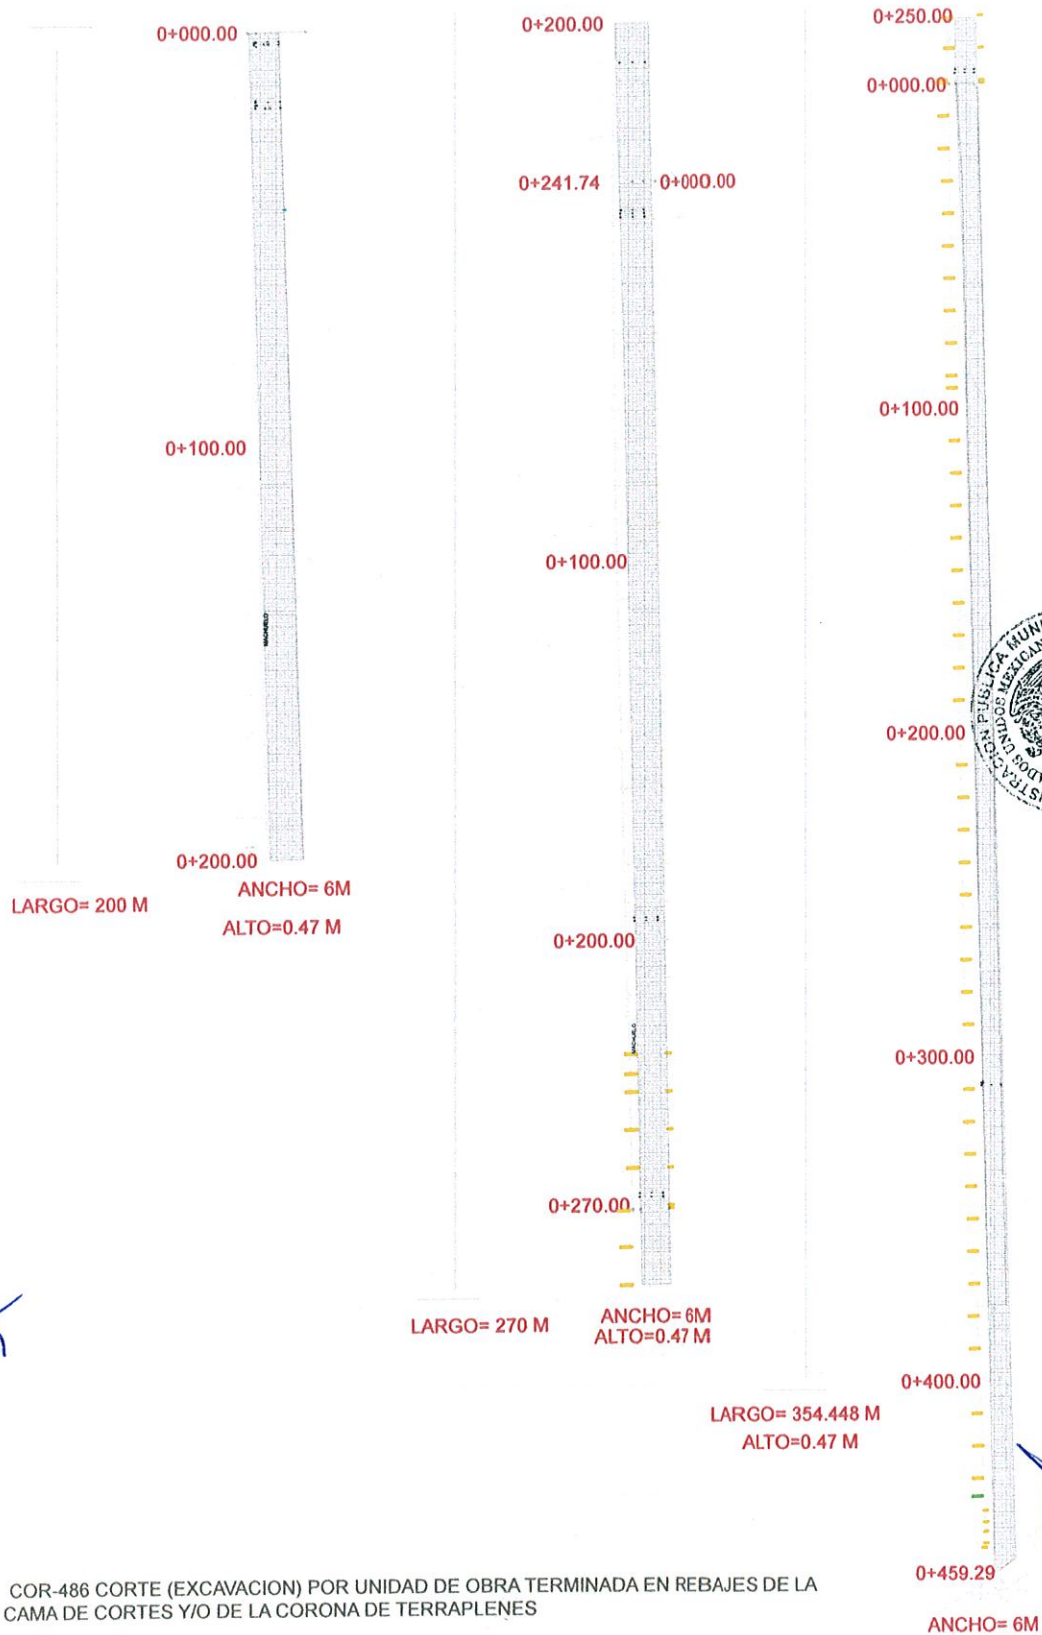 0+000.00
0+100.00
MACHUELO
0+200.00
LARGO= 200 M
ANCHO= 6M
ALTO=0.47 M
0+200.00
0+241.74
0+000.00
0+100.00
0+200.00
MACHUELO
0+270.00
LARGO= 270 M
ANCHO= 6M
ALTO=0.47 M
0+250.00
0+000.00
0+100.00
0+200.00
0+300.00
0+400.00
LARGO= 354.448 M
ALTO=0.47 M
0+459.29
ANCHO= 6M
COR-486 CORTE (EXCAVACION) POR UNIDAD DE OBRA TERMINADA EN REBAJES DE LA
CAMA DE CORTES Y/O DE LA CORONA DE TERRAPLENES